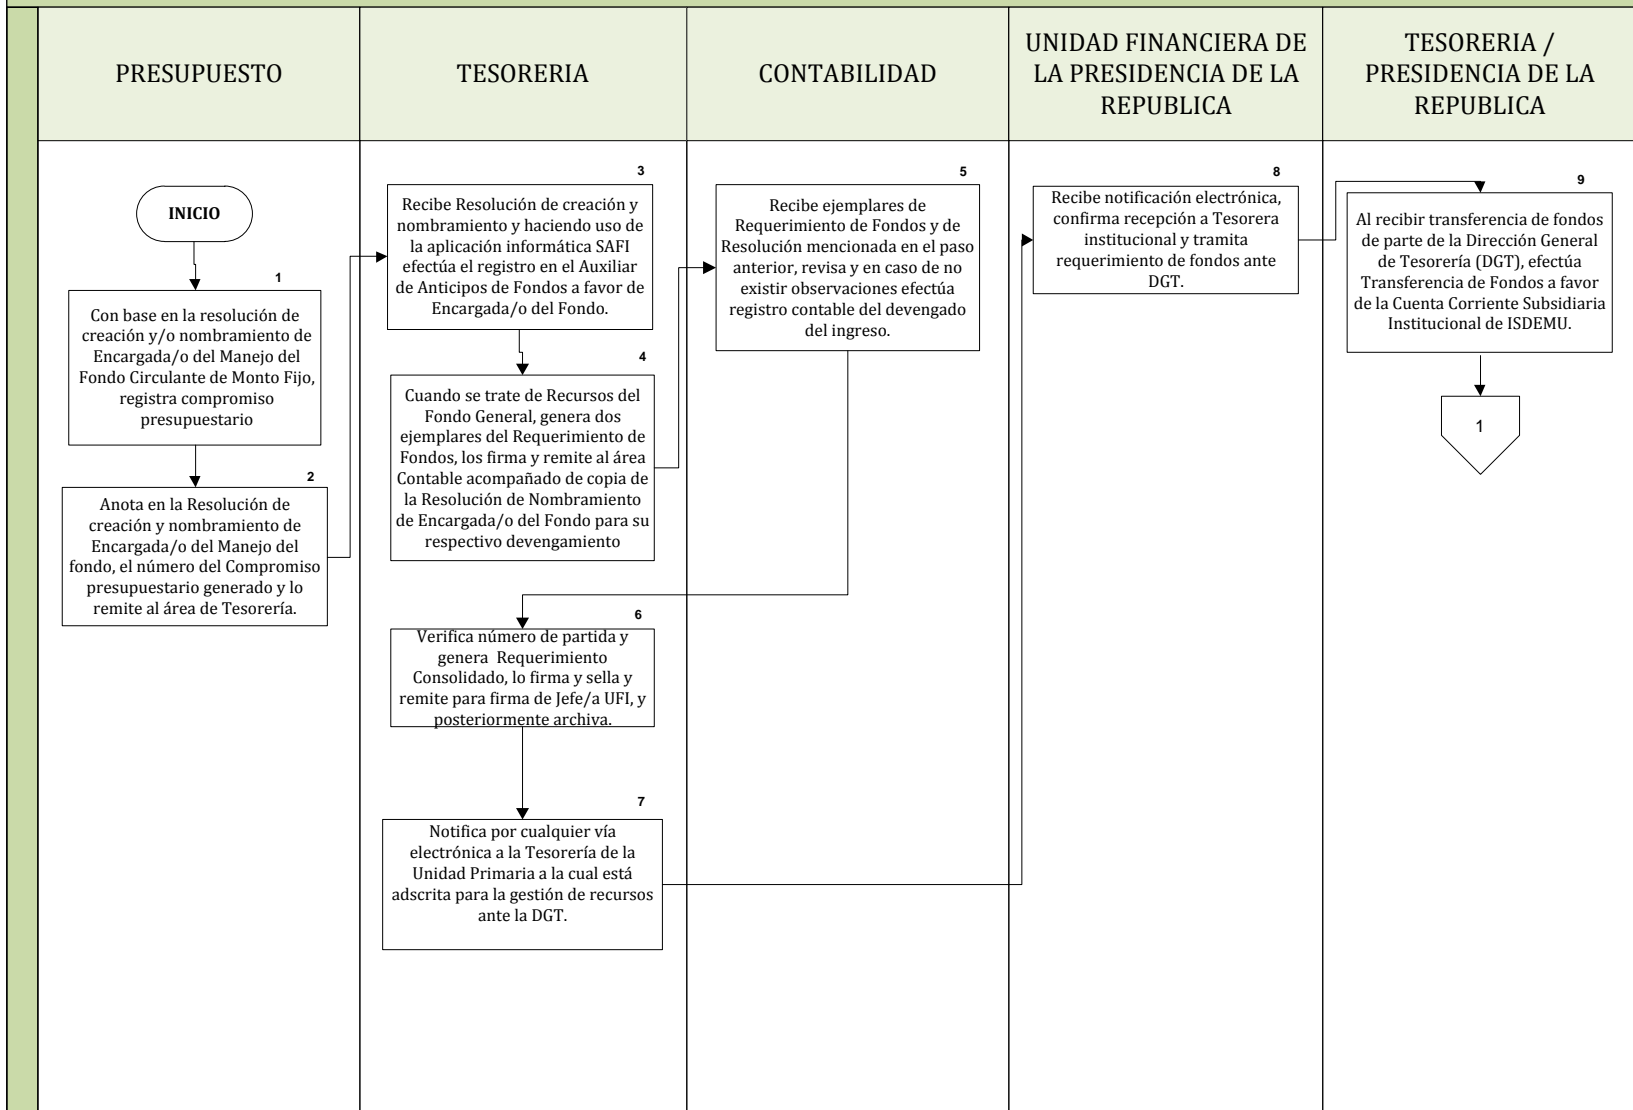 PRESUPUESTO
TESORERIA
CONTABILIDAD
UNIDAD FINANCIERA DE
LA PRESIDENCIA DE LA
REPUBLICA
TESORERIA /
PRESIDENCIA DE LA
REPUBLICA
INICIO
1
Con base en la resolución de
creación y/o nombramiento de
Encargada/o del Manejo del
Fondo Circulante de Monto Fijo,
registra compromiso
presupuestario
2
Anota en la Resolución de
creación y nombramiento de
Encargada/o del Manejo del
fondo, el número del Compromiso
presupuestario generado y lo
remite al área de Tesorería.
3
Recibe Resolución de creación y
nombramiento y haciendo uso de
la aplicación informática SAFI
efectúa el registro en el Auxiliar
de Anticipos de Fondos a favor de
Encargada/o del Fondo.
4
Cuando se trate de Recursos del
Fondo General, genera dos
ejemplares del Requerimiento de
Fondos, los firma y remite al área
Contable acompañado de copia de
la Resolución de Nombramiento
de Encargada/o del Fondo para su
respectivo devengamiento
5
Recibe ejemplares de
Requerimiento de Fondos y de
Resolución mencionada en el paso
anterior, revisa y en caso de no
existir observaciones efectúa
registro contable del devengado
del ingreso.
6
Verifica número de partida y
genera Requerimiento
Consolidado, lo firma y sella y
remite para firma de Jefe/a UFI, y
posteriormente archiva.
7
Notifica por cualquier vía
electrónica a la Tesorería de la
Unidad Primaria a la cual está
adscrita para la gestión de recursos
ante la DGT.
8
Recibe notificación electrónica,
confirma recepción a Tesorera
institucional y tramita
requerimiento de fondos ante
DGT.
9
Al recibir transferencia de fondos
de parte de la Dirección General
de Tesorería (DGT), efectúa
Transferencia de Fondos a favor
de la Cuenta Corriente Subsidiaria
Institucional de ISDEMU.
1